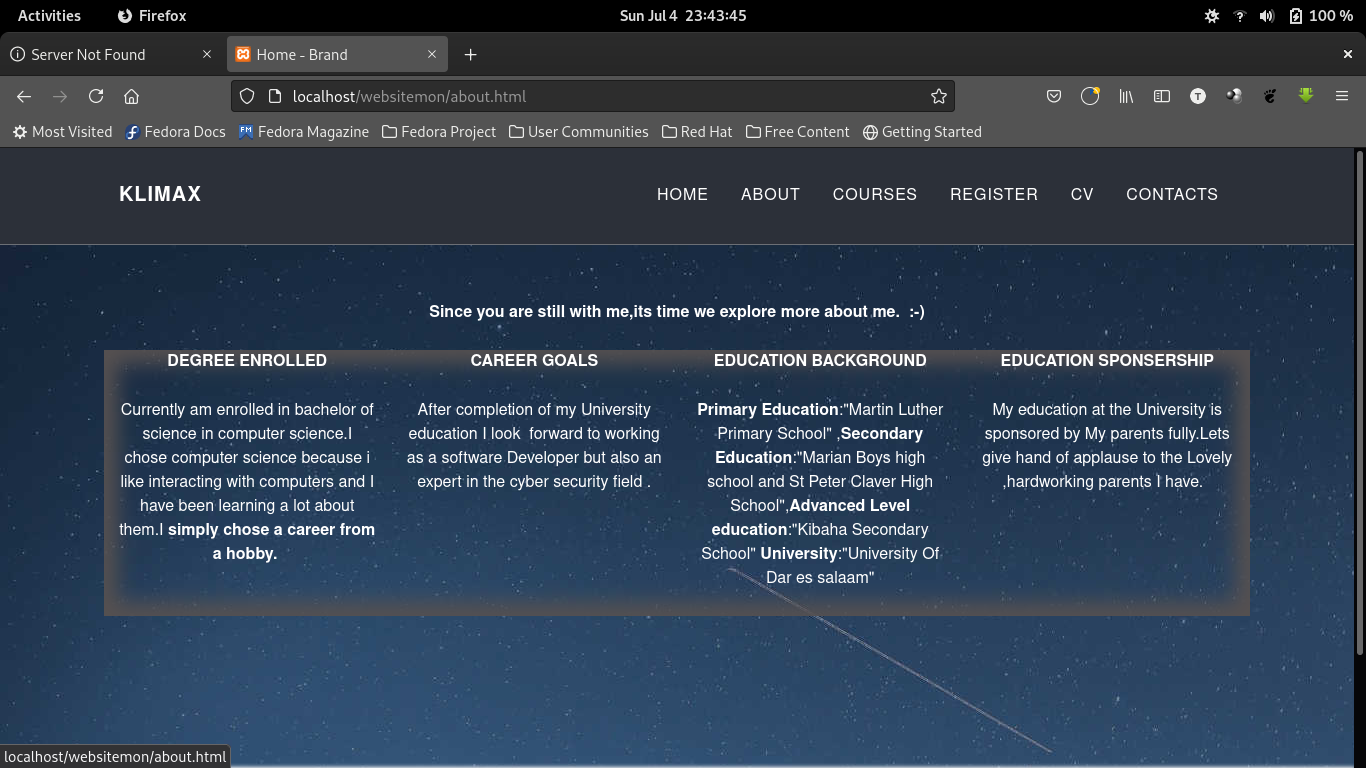 Activities Firefox Sun Jul 4 23:43:45 100 %
Server Not Found Home - Brand
localhost/websitemon/about.html
Most Visited Fedora Docs Fedora Magazine Fedora Project User Communities Red Hat Free Content Getting Started
KLIMAX HOME ABOUT COURSES REGISTER CV CONTACTS
Since you are still with me,its time we explore more about me.  :-)
DEGREE ENROLLED
Currently am enrolled in bachelor of
science in computer science.I
chose computer science because i
like interacting with computers and I
have been learning a lot about
them.I simply chose a career from
a hobby.
CAREER GOALS
After completion of my University
education I look  forward to working
as a software Developer but also an
expert in the cyber security field .
EDUCATION BACKGROUND
Primary Education:"Martin Luther
Primary School" ,Secondary
Education:"Marian Boys high
school and St Peter Claver High
School",Advanced Level
education:"Kibaha Secondary
School" University:"University Of
Dar es salaam"
EDUCATION SPONSERSHIP
My education at the University is
sponsored by My parents fully.Lets
give hand of applause to the Lovely
,hardworking parents I have.
localhost/websitemon/about.html